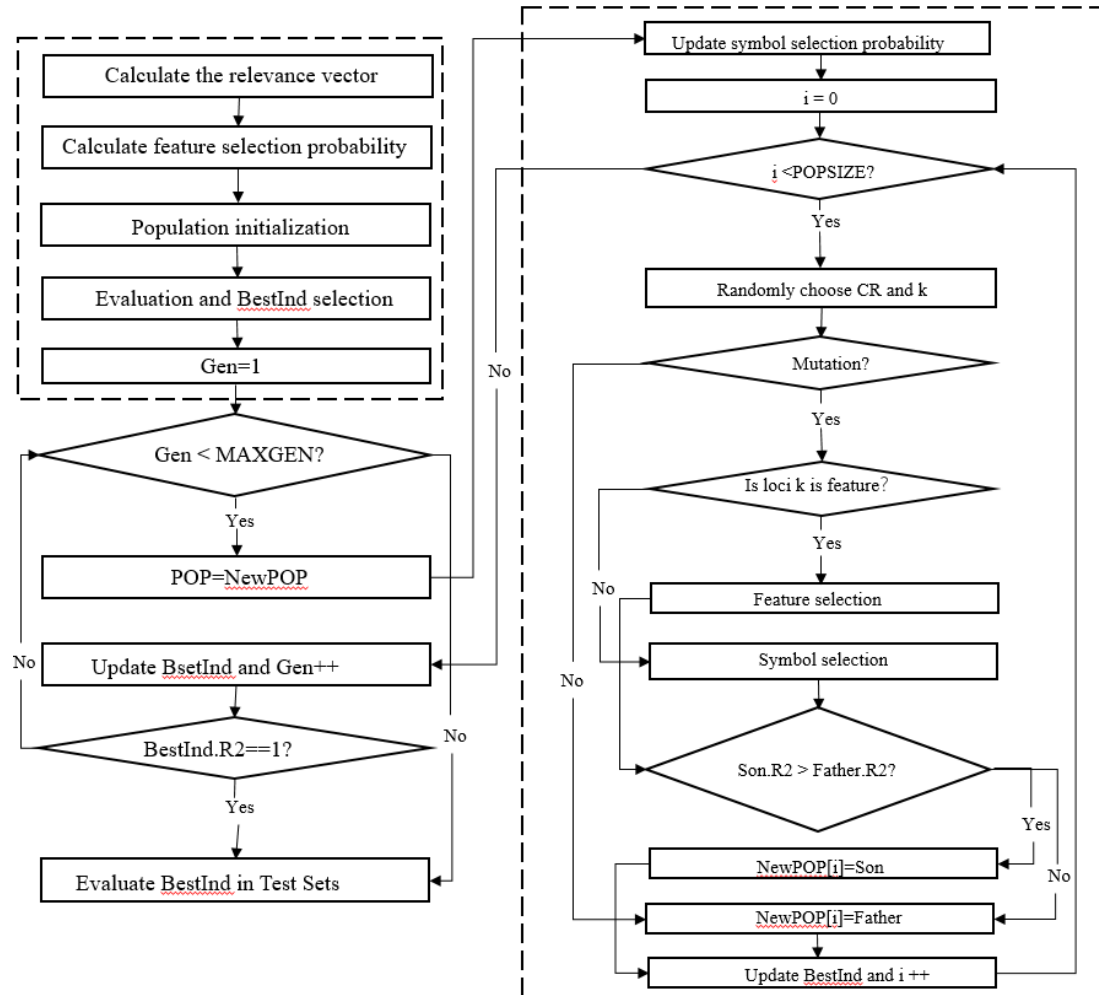 Calculate the relevance vector
Calculate feature selection probability
Population initialization
Evaluation and BestInd selection
Gen=1
Gen < MAXGEN?
Yes
POP=NewPOP
No
Update BsetInd and Gen++
No
BestInd.R2==1?
Yes
Evaluate BestInd in Test Sets
Update symbol selection probability
i = 0
i <POPSIZE?
Yes
No
Randomly choose CR and k
Mutation?
Yes
Is loci k is feature?
Yes
No
Feature selection
Symbol selection
No
Son.R2 > Father.R2?
Yes
NewPOP[i]=Son
No
NewPOP[i]=Father
Update BestInd and i ++